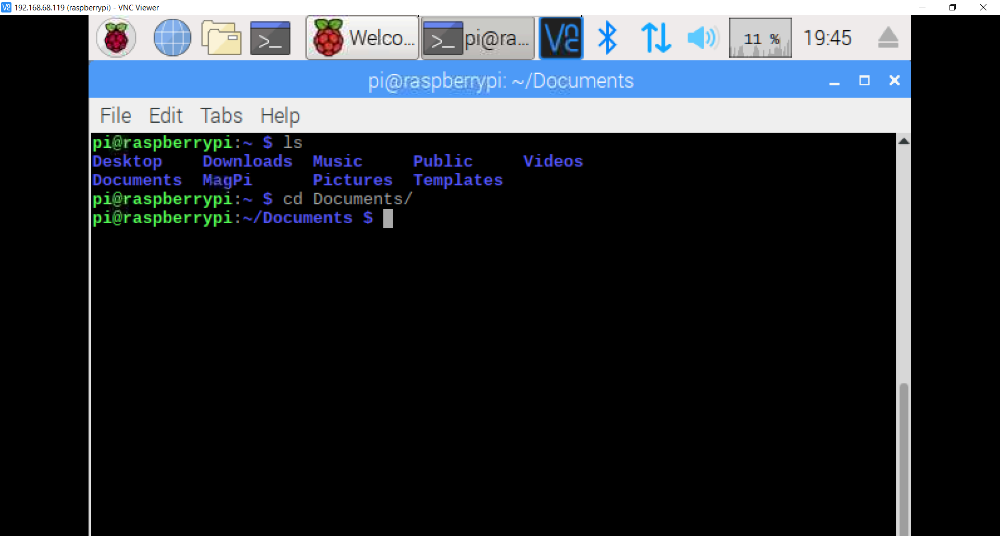 192.168.68.119 (raspberrypi) - VNC Viewer
Welco... pi@ra... 11 % 19:45
pi@raspberrypi: ~/Documents
File Edit Tabs Help
pi@raspberrypi:~ $ ls
Desktop Downloads Music Public Videos
Documents MagPi Pictures Templates
pi@raspberrypi:~ $ cd Documents/
pi@raspberrypi:~/Documents $